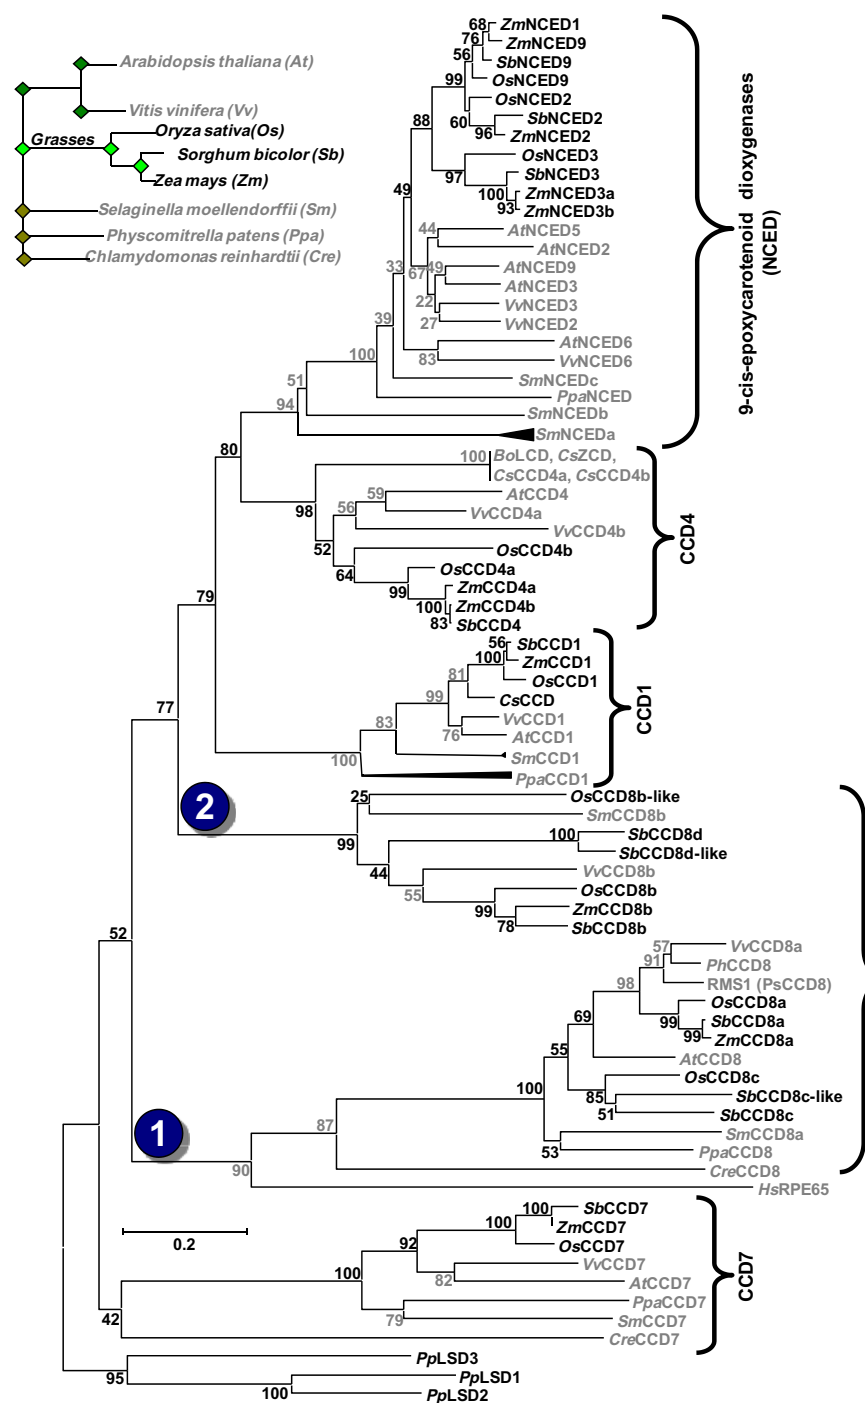 Arabidopsis thaliana (At)
Vitis vinifera (Vv)
Grasses
Oryza sativa(Os)
Sorghum bicolor (Sb)
Zea mays (Zm)
Selaginella moellendorffii (Sm)
Physcomitrella patens (Ppa)
Chlamydomonas reinhardtii (Cre)
68 ZmNCED1
76 ZmNCED9
56 SbNCED9
99 OsNCED9
OsNCED2
88 SbNCED2
60 96 ZmNCED2
OsNCED3
97 SbNCED3
49 100 ZmNCED3a
93 ZmNCED3b
44 AtNCED5
AtNCED2
33 67 49 AtNCED9
AtNCED3
22 VvNCED3
39 27 VvNCED2
AtNCED6
100 83 VvNCED6
51 SmNCEDc
PpaNCED
94 SmNCEDb
SmNCEDa
9-cis-epoxycarotenoid dioxygenases
(NCED)
80
100 BoLCD, CsZCD,
CsCCD4a, CsCCD4b
59 AtCCD4
98 56 VvCCD4a
VvCCD4b
52 OsCCD4b
64 OsCCD4a
99 ZmCCD4a
79 100 ZmCCD4b
83 SbCCD4
CCD4
56 SbCCD1
100 ZmCCD1
81 OsCCD1
99 CsCCD
77 83 VvCCD1
76 AtCCD1
100 SmCCD1
PpaCCD1
CCD1
2
25 OsCCD8b-like
SmCCD8b
99 100 SbCCD8d
SbCCD8d-like
44 VvCCD8b
55 OsCCD8b
99 ZmCCD8b
78 SbCCD8b
52
57 VvCCD8a
91 PhCCD8
98 RMS1 (PsCCD8)
OsCCD8a
69 99 SbCCD8a
99 ZmCCD8a
55 AtCCD8
OsCCD8c
100 85 SbCCD8c-like
51 SbCCD8c
1
87 SmCCD8a
53 PpaCCD8
90 CreCCD8
HsRPE65
0.2
100 SbCCD7
100 ZmCCD7
92 OsCCD7
VvCCD7
100 82 AtCCD7
PpaCCD7
79 SmCCD7
42 CreCCD7
CCD7
PpLSD3
95 PpLSD1
100 PpLSD2